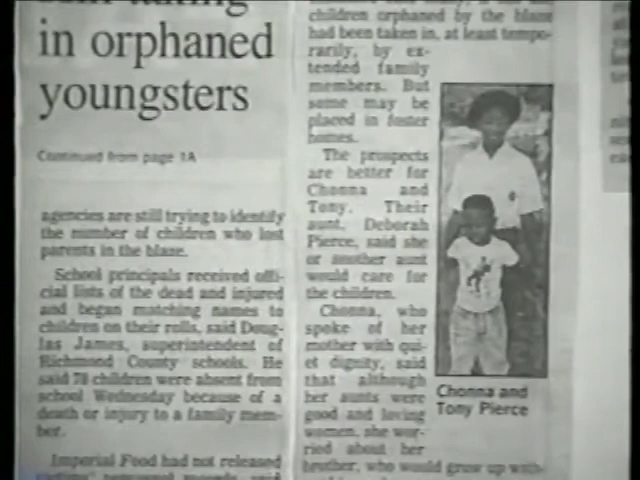 in orphaned
youngsters
Continued from page 1A
agencies are still trying to identify
the number of children who lost
parents in the blaze.
School principals received offi-
cial lists of the dead and injured
and began matching names to
children on their rolls, said Doug-
las James, superintendent of
Richmond County schools. He
said 78 children were absent from
school Wednesday because of a
death or injury to a family mem-
ber.
Imperial Food had not released
children orphaned by the blaze
had been taken in, at least tempo-
rarily, by ex-
tended family
members. But
some may be
placed in foster
homes.
The prospects
are better for
Chonna and
Tony. Their
aunt, Deborah
Pierce, said she
or another aunt
would care for
the children.
Chonna, who
spoke of her
mother with qui-
et dignity, said
that although
her aunts were
good and loving
women, she wor-
ried about her
brother, who would grow up with-
Chonna and
Tony Pierce